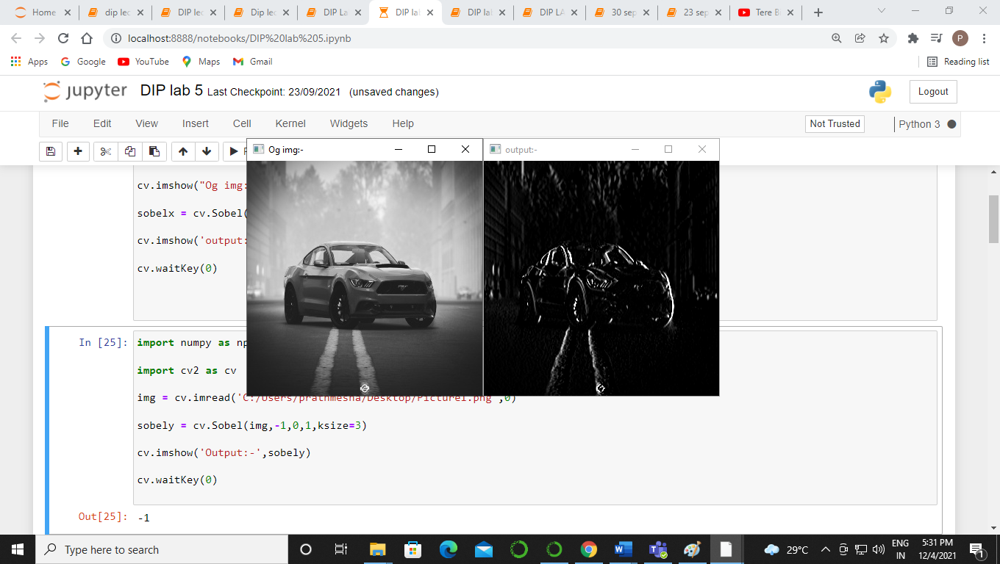 Home
dip lec
DIP lec
Dip lec
DIP La
DIP la
DIP la
DIP LA
30 sep
23 sep
Tere B
localhost:8888/notebooks/DIP%20lab%205.ipynb
P
Apps Google YouTube Maps Gmail Reading list
jupyter DIP lab 5 Last Checkpoint: 23/09/2021 (unsaved changes) Logout
File Edit View Insert Cell Kernel Widgets Help Not Trusted Python 3
Og img:- output:-
cv.imshow("Og img:
sobelx = cv.Sobel(
cv.imshow('output:
cv.waitKey(0)
In [25]: import numpy as np
import cv2 as cv
img = cv.imread('C:/Users/prathmesha/Desktop/Picture1.png',0)
sobely = cv.Sobel(img,-1,0,1,ksize=3)
cv.imshow('Output:-',sobely)
cv.waitKey(0)
Out[25]: -1
Type here to search 29°C ENG 5:31 PM
IN 12/4/2021 1